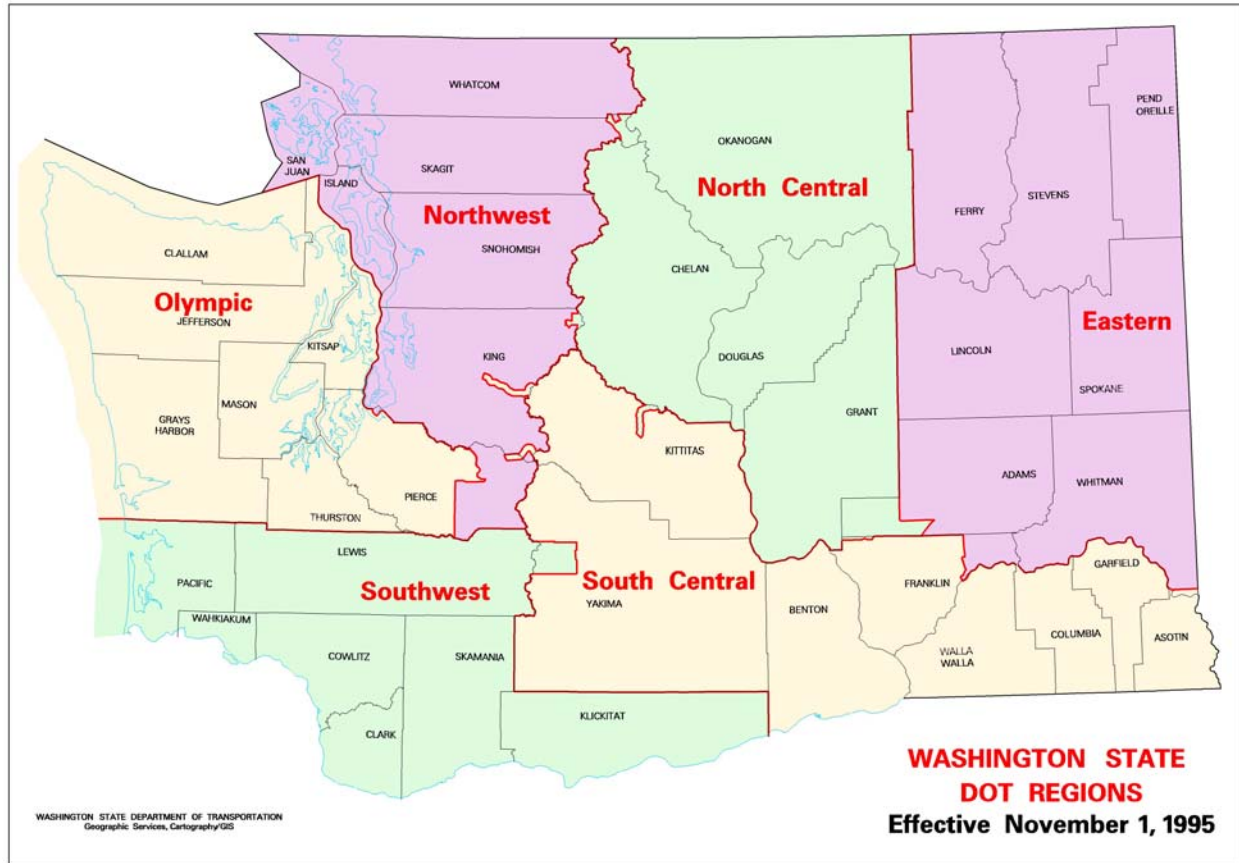 WHATCOM
PEND
OREILLE
OKANOGAN
SAN
JUAN
SKAGIT
ISLAND
North Central
STEVENS
FERRY
Northwest
SNOHOMISH
CLALLAM
CHELAN
Olympic
JEFFERSON
Eastern
KITSAP
KING
DOUGLAS
LINCOLN
SPOKANE
MASON
GRAYS
HARBOR
GRANT
KITTITAS
ADAMS
WHITMAN
PIERCE
THURSTON
LEWIS
GARFIELD
PACIFIC
Southwest
South Central
YAKIMA
FRANKLIN
BENTON
WAHKIAKUM
COLUMBIA
ASOTIN
COWLITZ
SKAMANIA
WALLA
WALLA
KLICKITAT
CLARK
WASHINGTON STATE
DOT REGIONS
Effective November 1, 1995
WASHINGTON STATE DEPARTMENT OF TRANSPORTATION
Geographic Services, Cartography/GIS